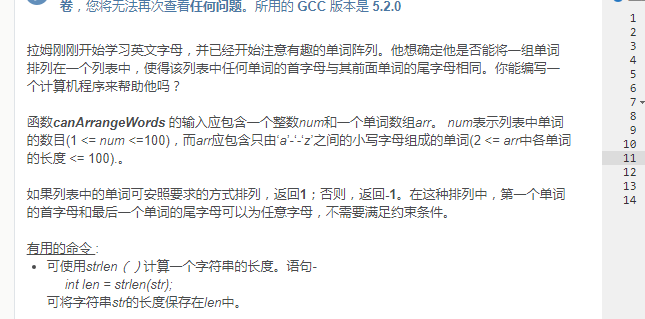 卷，您将无法再次查看任何问题。所用的 GCC 版本是 5.2.0
拉姆刚刚开始学习英文字母，并已经开始注意有趣的单词阵列。他想确定他是否能将一组单词
排列在一个列表中，使得该列表中任何单词的首字母与其前面单词的尾字母相同。你能编写一
个计算机程序来帮助他吗？
函数canArrangeWords 的输入应包含一个整数num和一个单词数组arr。 num表示列表中单词
的数目(1 <= num <=100)，而arr应包含只由‘a’-‘-‘z’之间的小写字母组成的单词(2 <= arr中各单词
的长度 <= 100).。
如果列表中的单词可安照要求的方式排列，返回1；否则，返回-1。在这种排列中，第一个单词
的首字母和最后一个单词的尾字母可以为任意字母，不需要满足约束条件。
有用的命令 :
• 可使用strlen（ ）计算一个字符串的长度。语句-
int len = strlen(str);
可将字符串str的长度保存在len中。
1
2
3
4
5
6
7
8
9
10
11
12
13
14